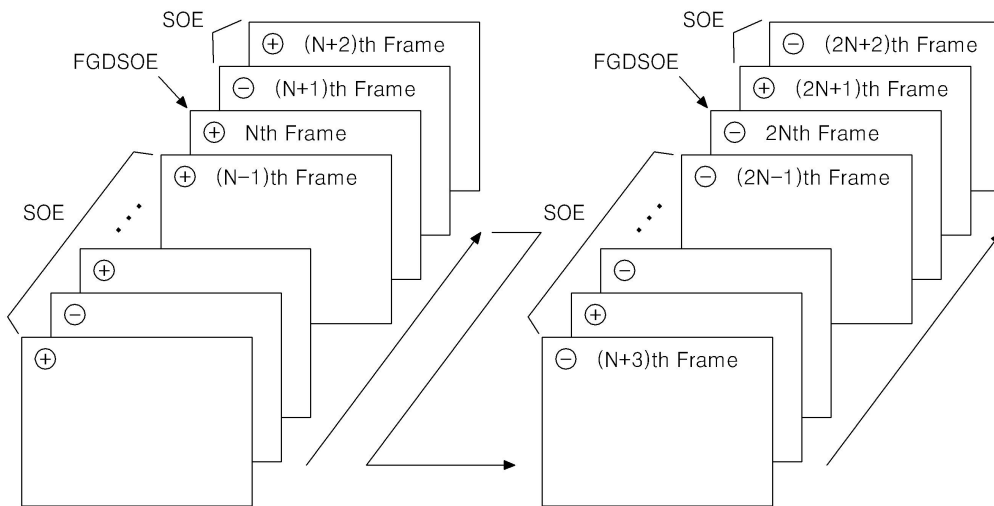 SOE
⊕ (N+2)th Frame
FGDSOE
⊖ (N+1)th Frame
⊕ Nth Frame
⊕ (N−1)th Frame
SOE
...
⊕
⊖
⊕
SOE
⊖ (2N+2)th Frame
FGDSOE
⊕ (2N+1)th Frame
⊖ 2Nth Frame
⊖ (2N−1)th Frame
SOE
...
⊖
⊕
⊖ (N+3)th Frame